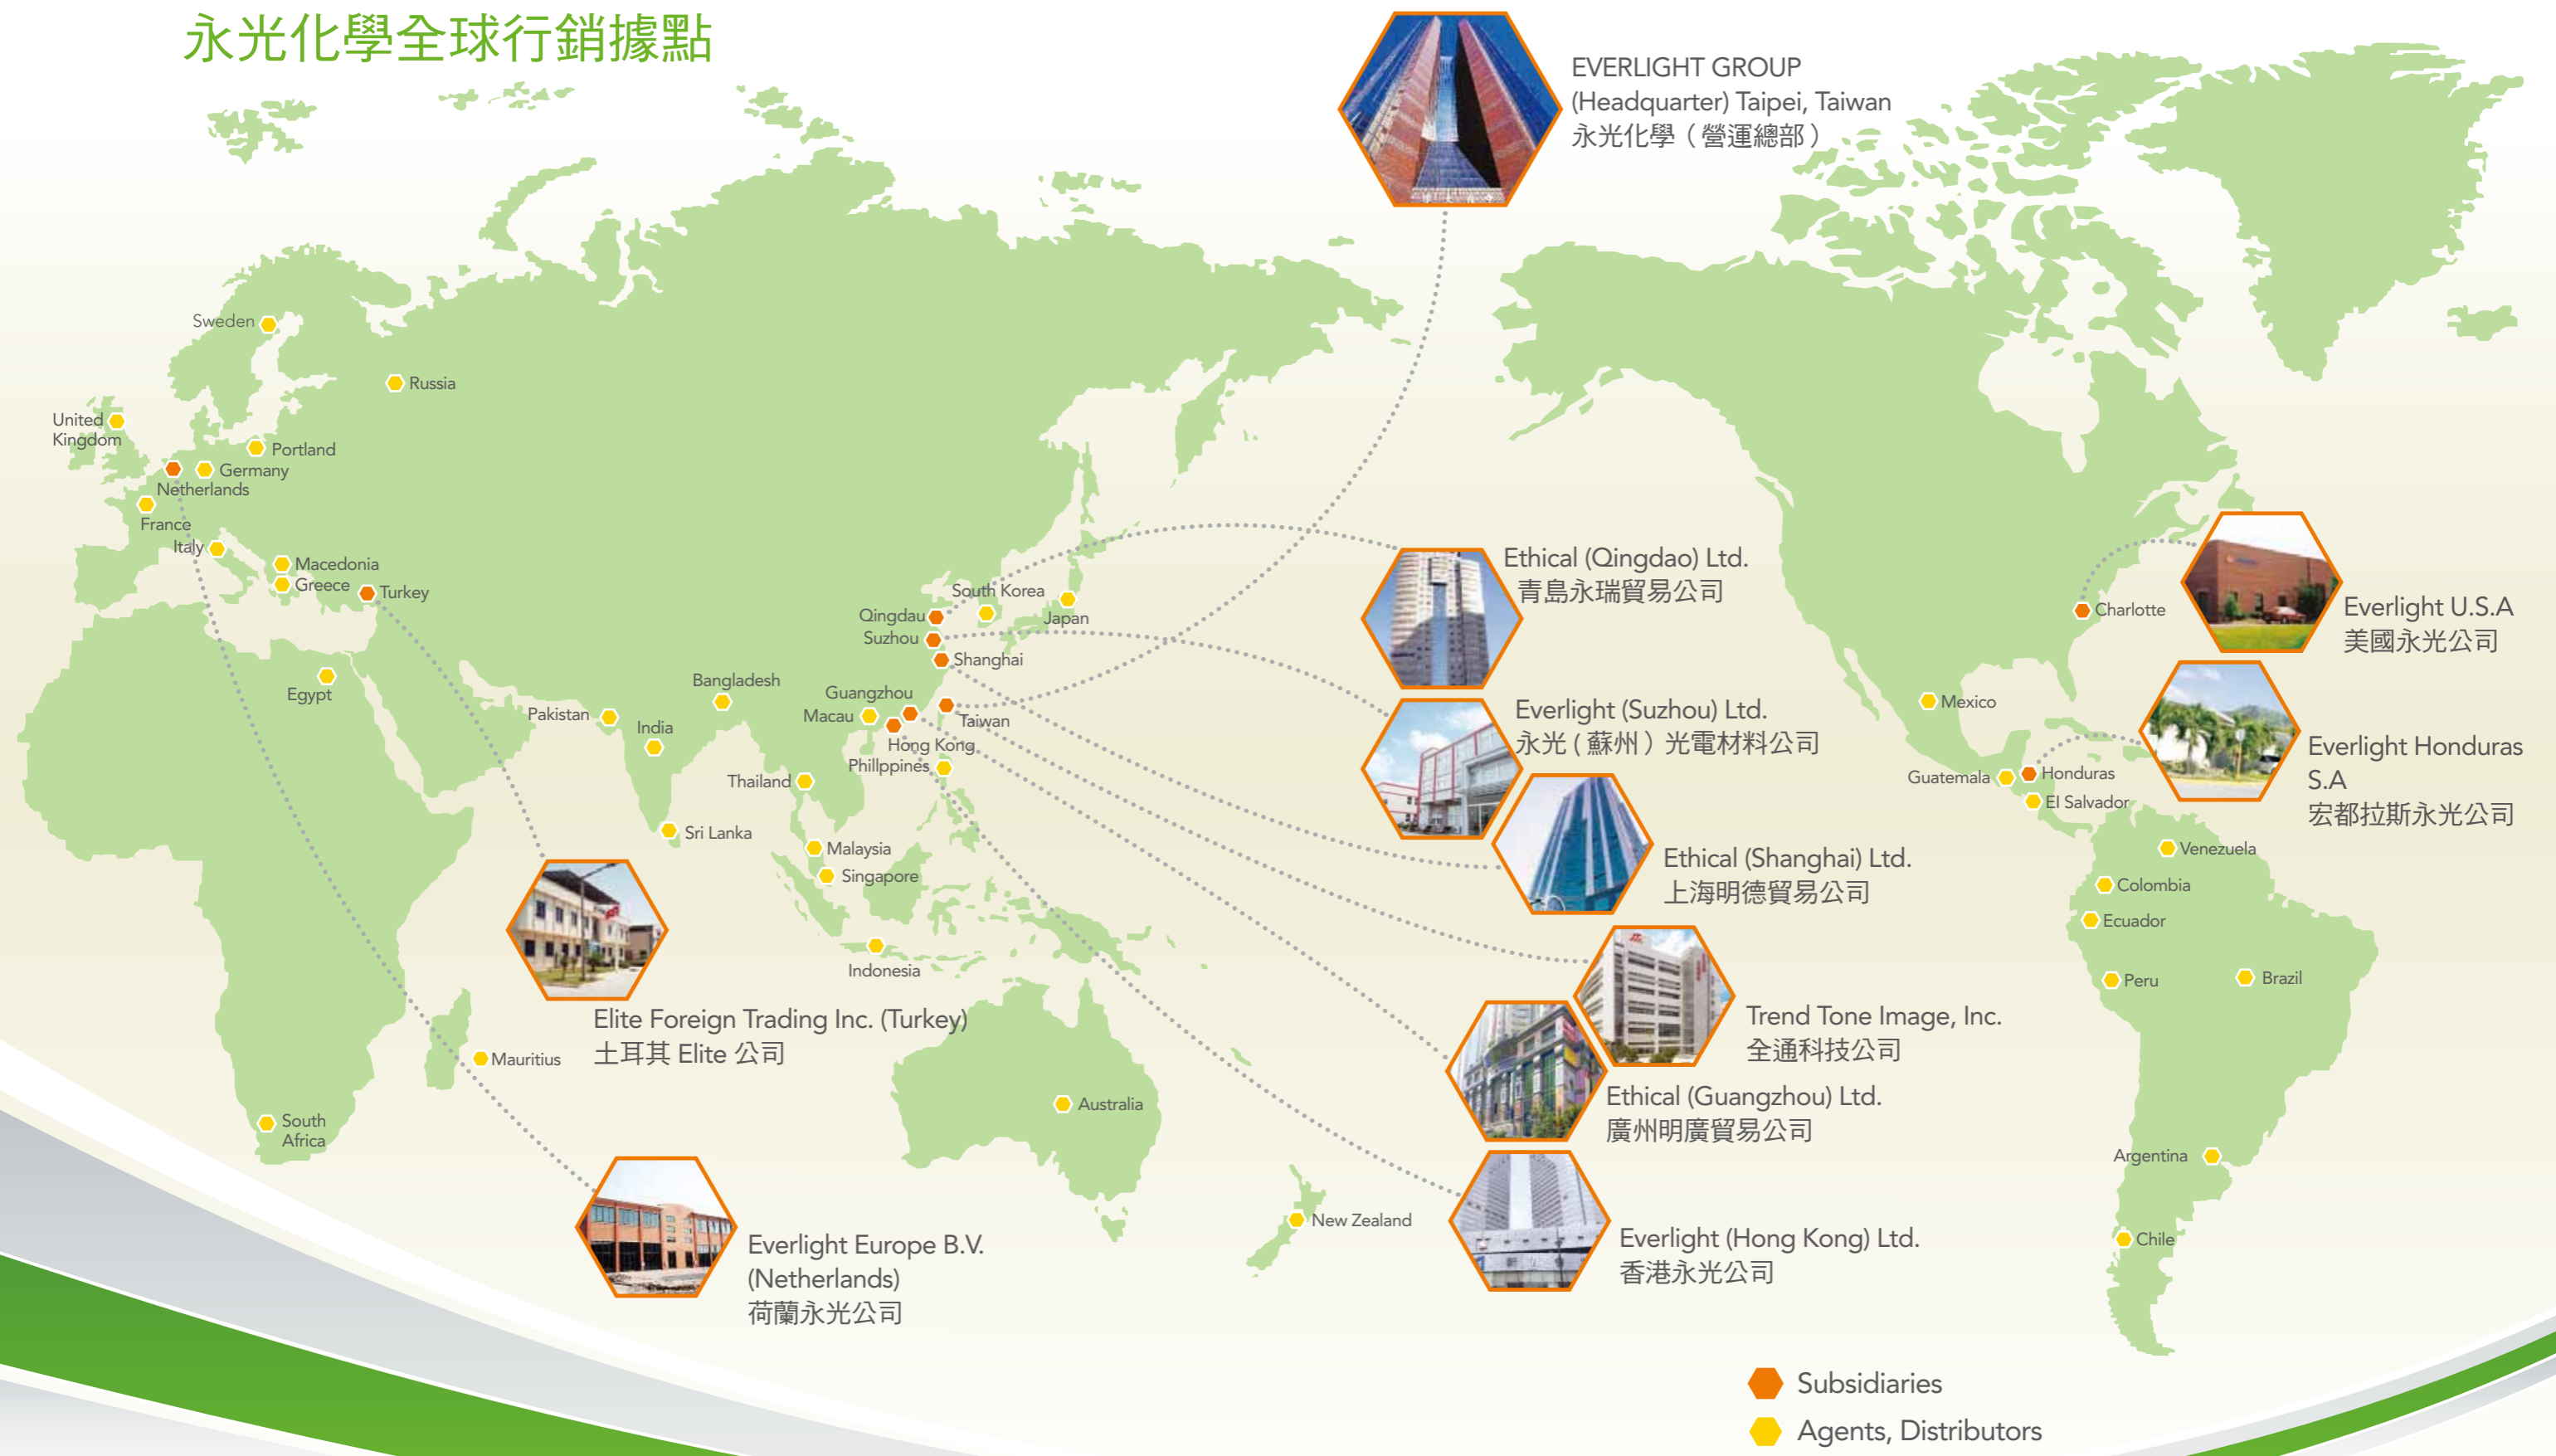 永光化學全球行銷據點
EVERLIGHT GROUP
(Headquarter) Taipei, Taiwan
永光化學（營運總部）
Sweden
Russia
United
Kingdom
Portland
Germany
Netherlands
France
Italy
Macedonia
Greece
Turkey
Egypt
Pakistan
India
Bangladesh
Sri Lanka
Thailand
Malaysia
Singapore
Indonesia
Mauritius
South
Africa
Qingdau
Suzhou
Shanghai
South Korea
Japan
Guangzhou
Macau
Taiwan
Hong Kong
Phillppines
Australia
New Zealand
Charlotte
Mexico
Guatemala
Honduras
El Salvador
Venezuela
Colombia
Ecuador
Peru
Brazil
Argentina
Chile
Ethical (Qingdao) Ltd.
青島永瑞貿易公司
Everlight (Suzhou) Ltd.
永光 ( 蘇州 ）光電材料公司
Ethical (Shanghai) Ltd.
上海明德貿易公司
Trend Tone Image, Inc.
全通科技公司
Ethical (Guangzhou) Ltd.
廣州明廣貿易公司
Everlight (Hong Kong) Ltd.
香港永光公司
Everlight U.S.A
美國永光公司
Everlight Honduras
S.A
宏都拉斯永光公司
Elite Foreign Trading Inc. (Turkey)
土耳其 Elite 公司
Everlight Europe B.V.
(Netherlands)
荷蘭永光公司
Subsidiaries
Agents, Distributors